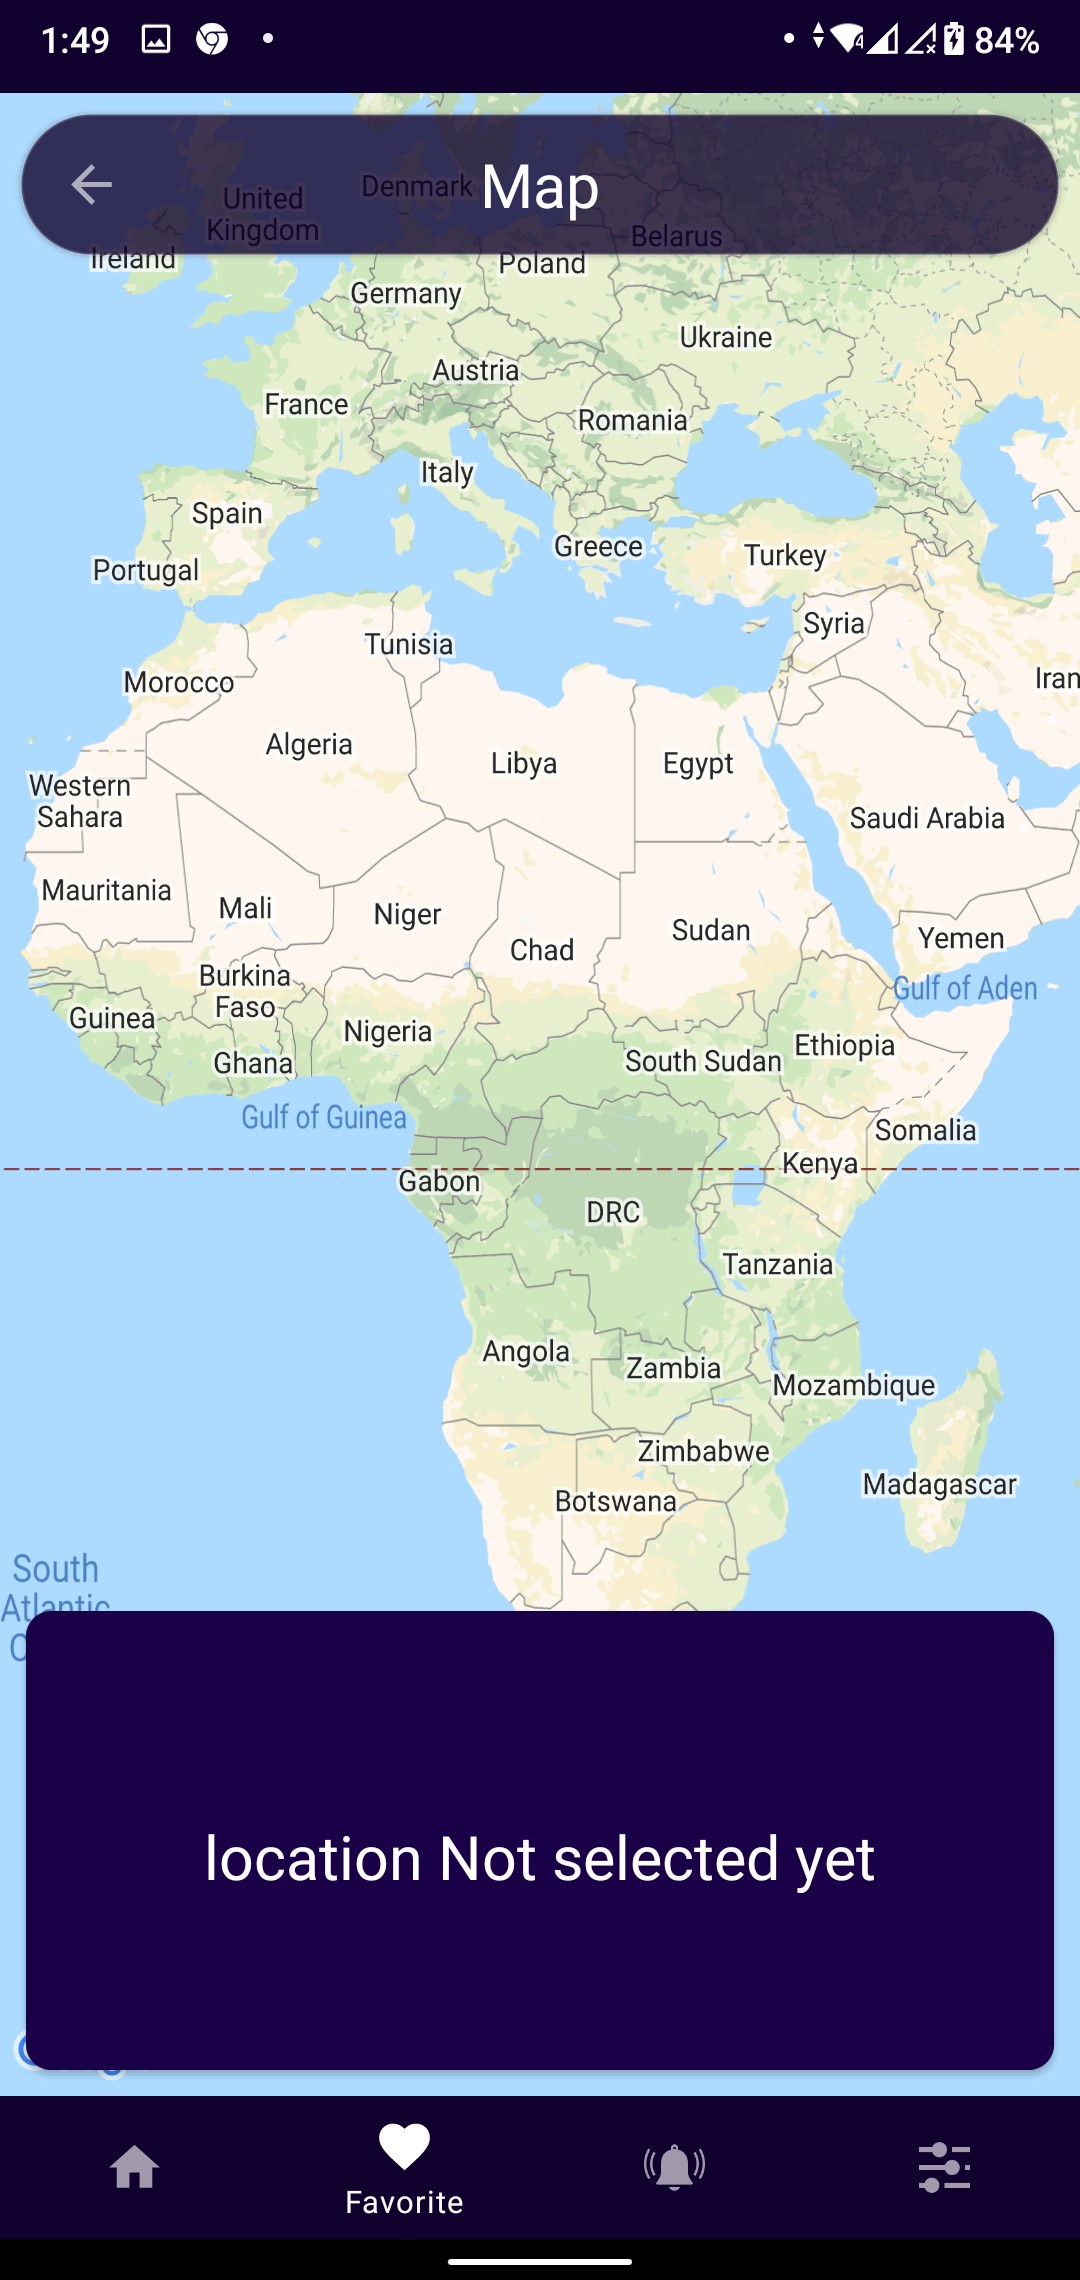 1:49
84%
Map
Denmark
United
Kingdom
Belarus
Ireland
Poland
Germany
Ukraine
Austria
France
Romania
Italy
Spain
Greece
Turkey
Portugal
Syria
Tunisia
Iran
Morocco
Algeria
Libya
Egypt
Western
Sahara
Saudi Arabia
Mauritania
Mali
Niger
Sudan
Yemen
Chad
Burkina
Faso
Gulf of Aden
Guinea
Nigeria
Ethiopia
Ghana
South Sudan
Gulf of Guinea
Somalia
Kenya
Gabon
DRC
Tanzania
Angola
Zambia
Mozambique
Zimbabwe
Madagascar
Botswana
South
Atlantic
location Not selected yet
Favorite